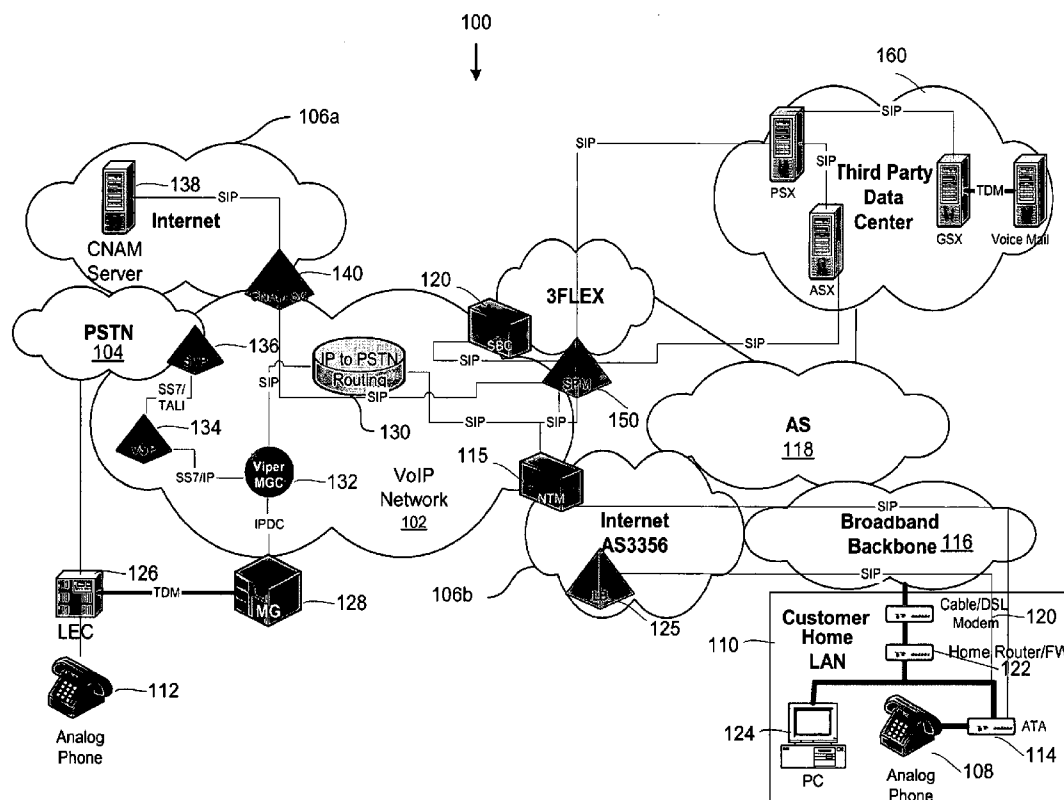 100
160
106a
SIP
SIP
138
SIP
Internet
CNAM
Server
PSX
SIP
Third Party
Data
Center
TDM
GSX
Voice Mail
ASX
140
120
3FLEX
PSTN
104
136
SBC
SIP
SIP
IP to PSTN
Routing
SIP
SIP
130
SPM
150
SS7/
TALI
134
SS7/IP
Viper
MGC
132
VoIP
Network
102
SIP
SIP
115
NTM
AS
118
IPDC
Internet
AS3356
SIP
Broadband
Backbone 116
126
TDM
LEC
MG
128
106b
125
SIP
110
Customer
Home
LAN
Cable/DSL
Modem
120
Home Router/FW
122
112
Analog
Phone
124
PC
108
Analog
Phone
ATA
114